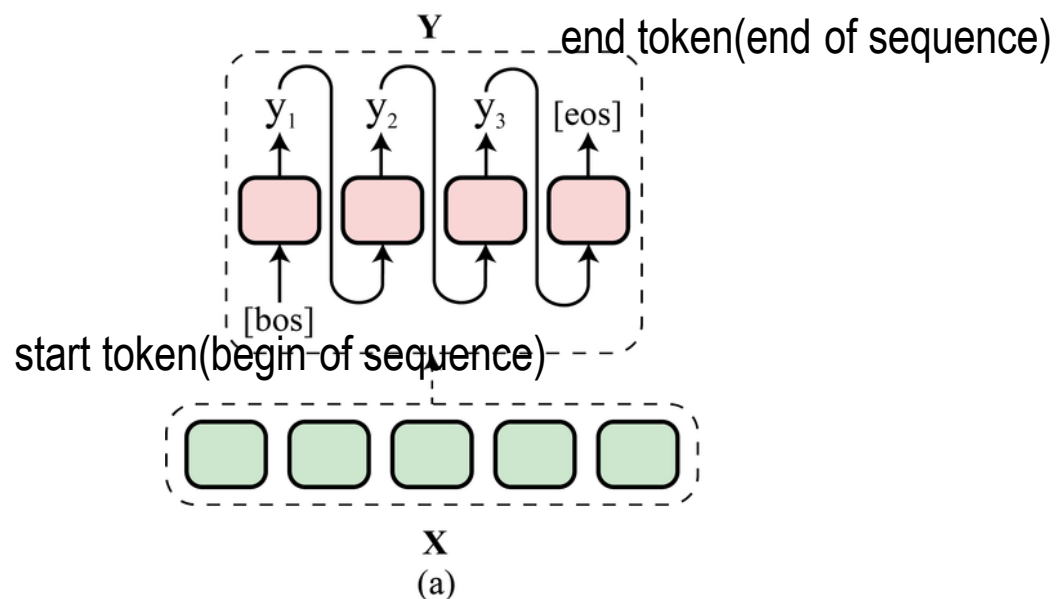 Y
end token(end of sequence)
y₁ y₂ y₃ [eos]
[bos]
start token(begin of sequence)
X
(a)